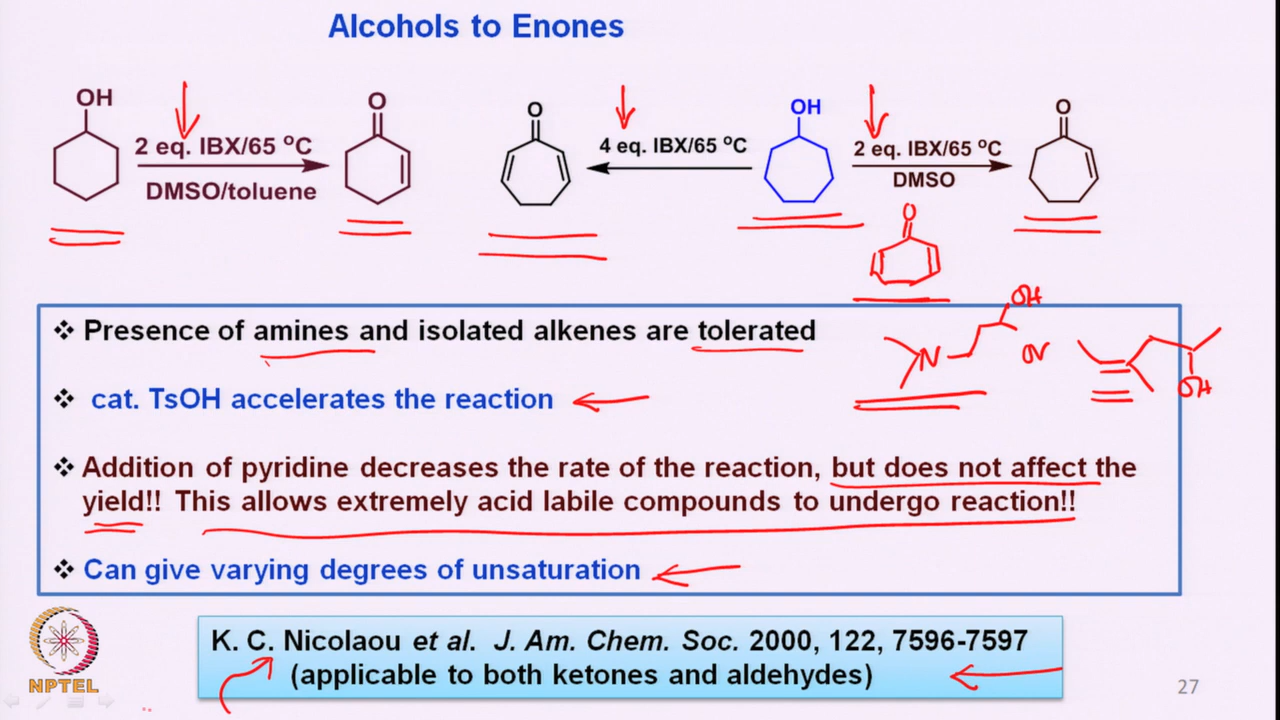 Alcohols to Enones
OH
2 eq. IBX/65 ºC
DMSO/toluene
O
O
4 eq. IBX/65 ºC
OH
2 eq. IBX/65 ºC
DMSO
O
O
❖ Presence of amines and isolated alkenes are tolerated
OH
N
or
OH
❖ cat. TsOH accelerates the reaction
❖ Addition of pyridine decreases the rate of the reaction, but does not affect the
yield!! This allows extremely acid labile compounds to undergo reaction!!
❖ Can give varying degrees of unsaturation
K. C. Nicolaou et al. J. Am. Chem. Soc. 2000, 122, 7596-7597
(applicable to both ketones and aldehydes)
NPTEL
27